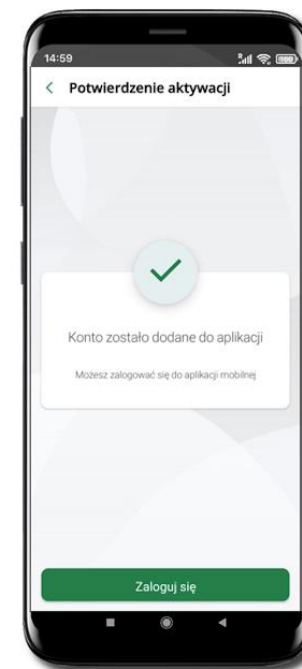 14:59
Potwierdzenie aktywacji
Konto zostało dodane do aplikacji
Możesz zalogować się do aplikacji mobilnej
Zaloguj się